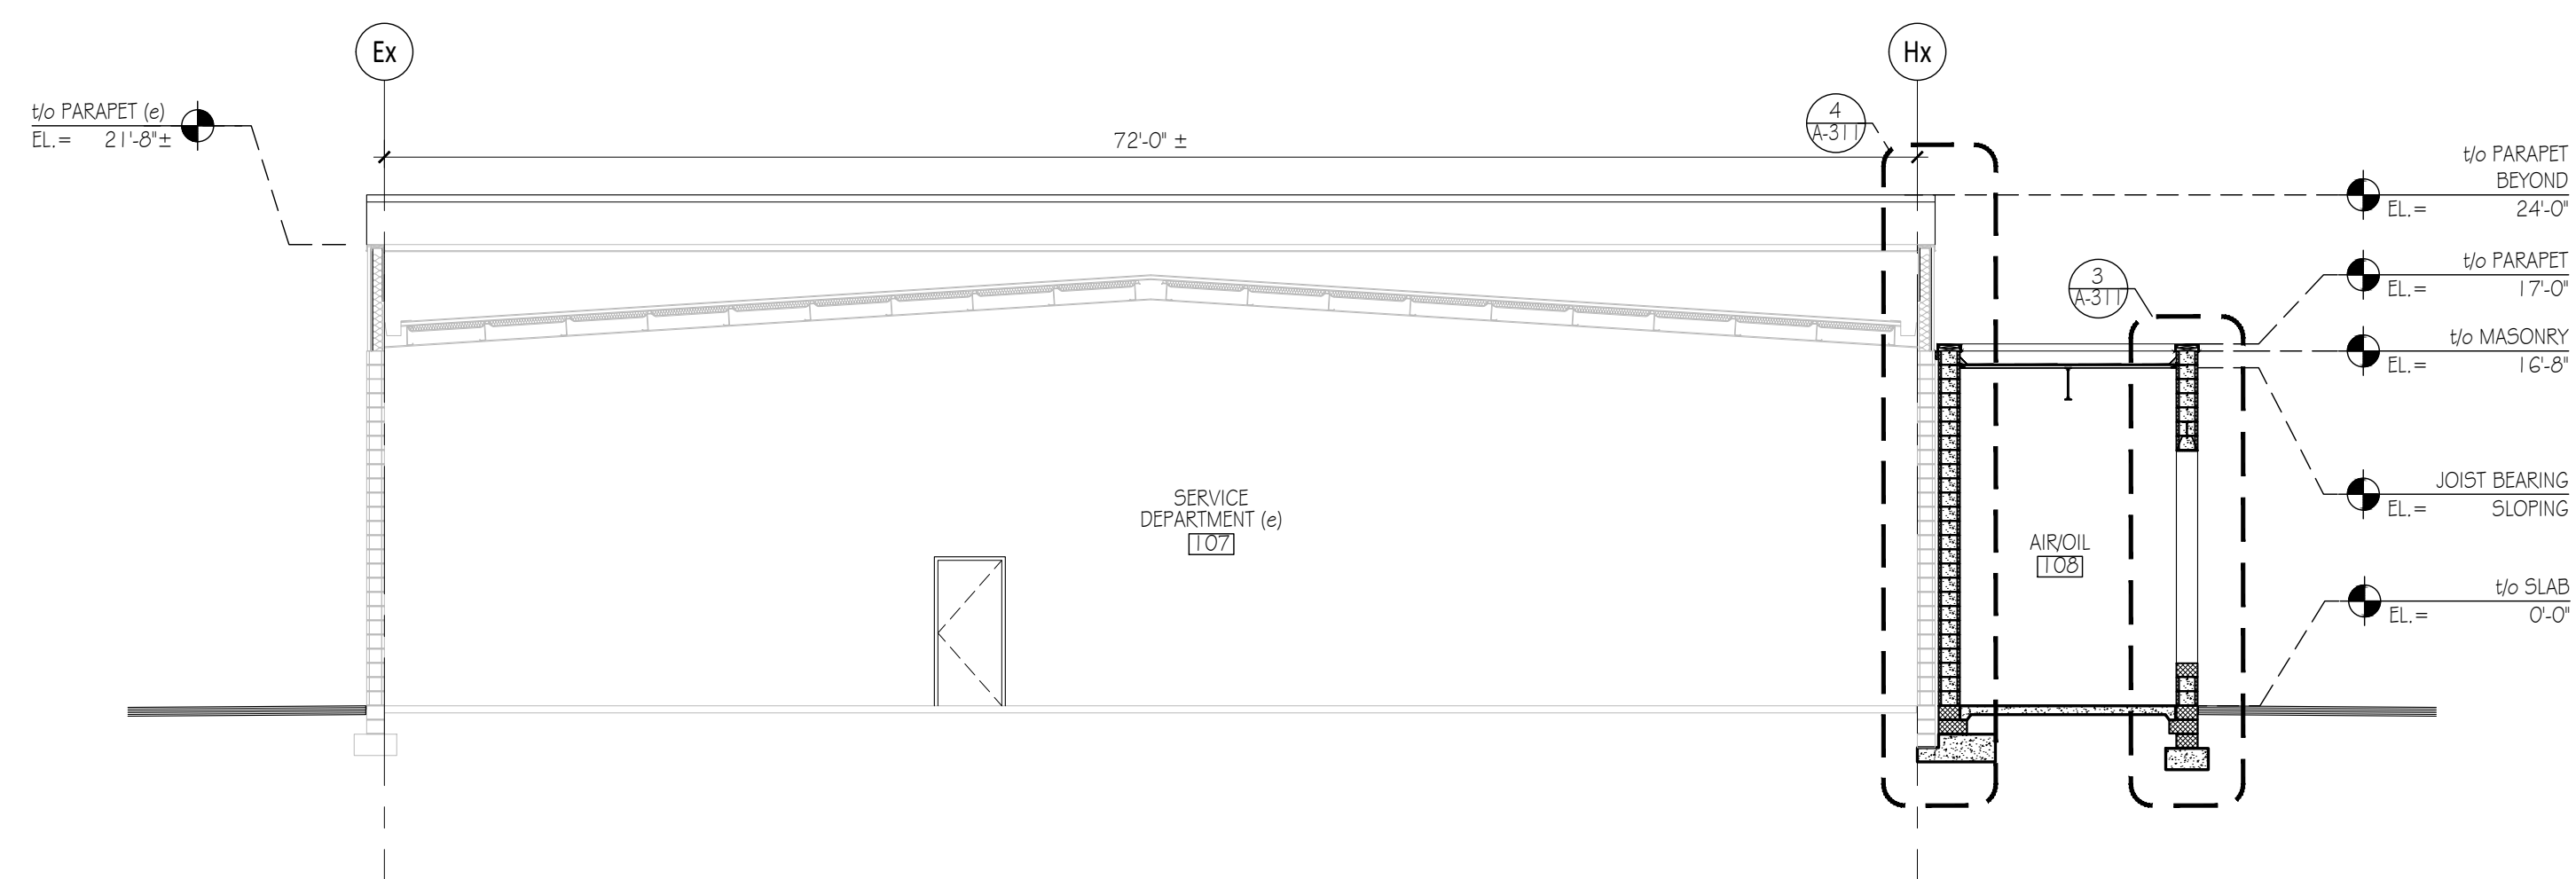 Ex
Hx
t/o PARAPET (e)
EL.= 21'-8"±
72'-0" ±
4
A-311
t/o PARAPET
BEYOND
EL.= 24'-0"
t/o PARAPET
EL.= 17'-0"
3
A-311
t/o MASONRY
EL.= 16'-8"
JOIST BEARING
EL.= SLOPING
SERVICE
DEPARTMENT (e)
107
AIR/OIL
108
t/o SLAB
EL.= 0'-0"